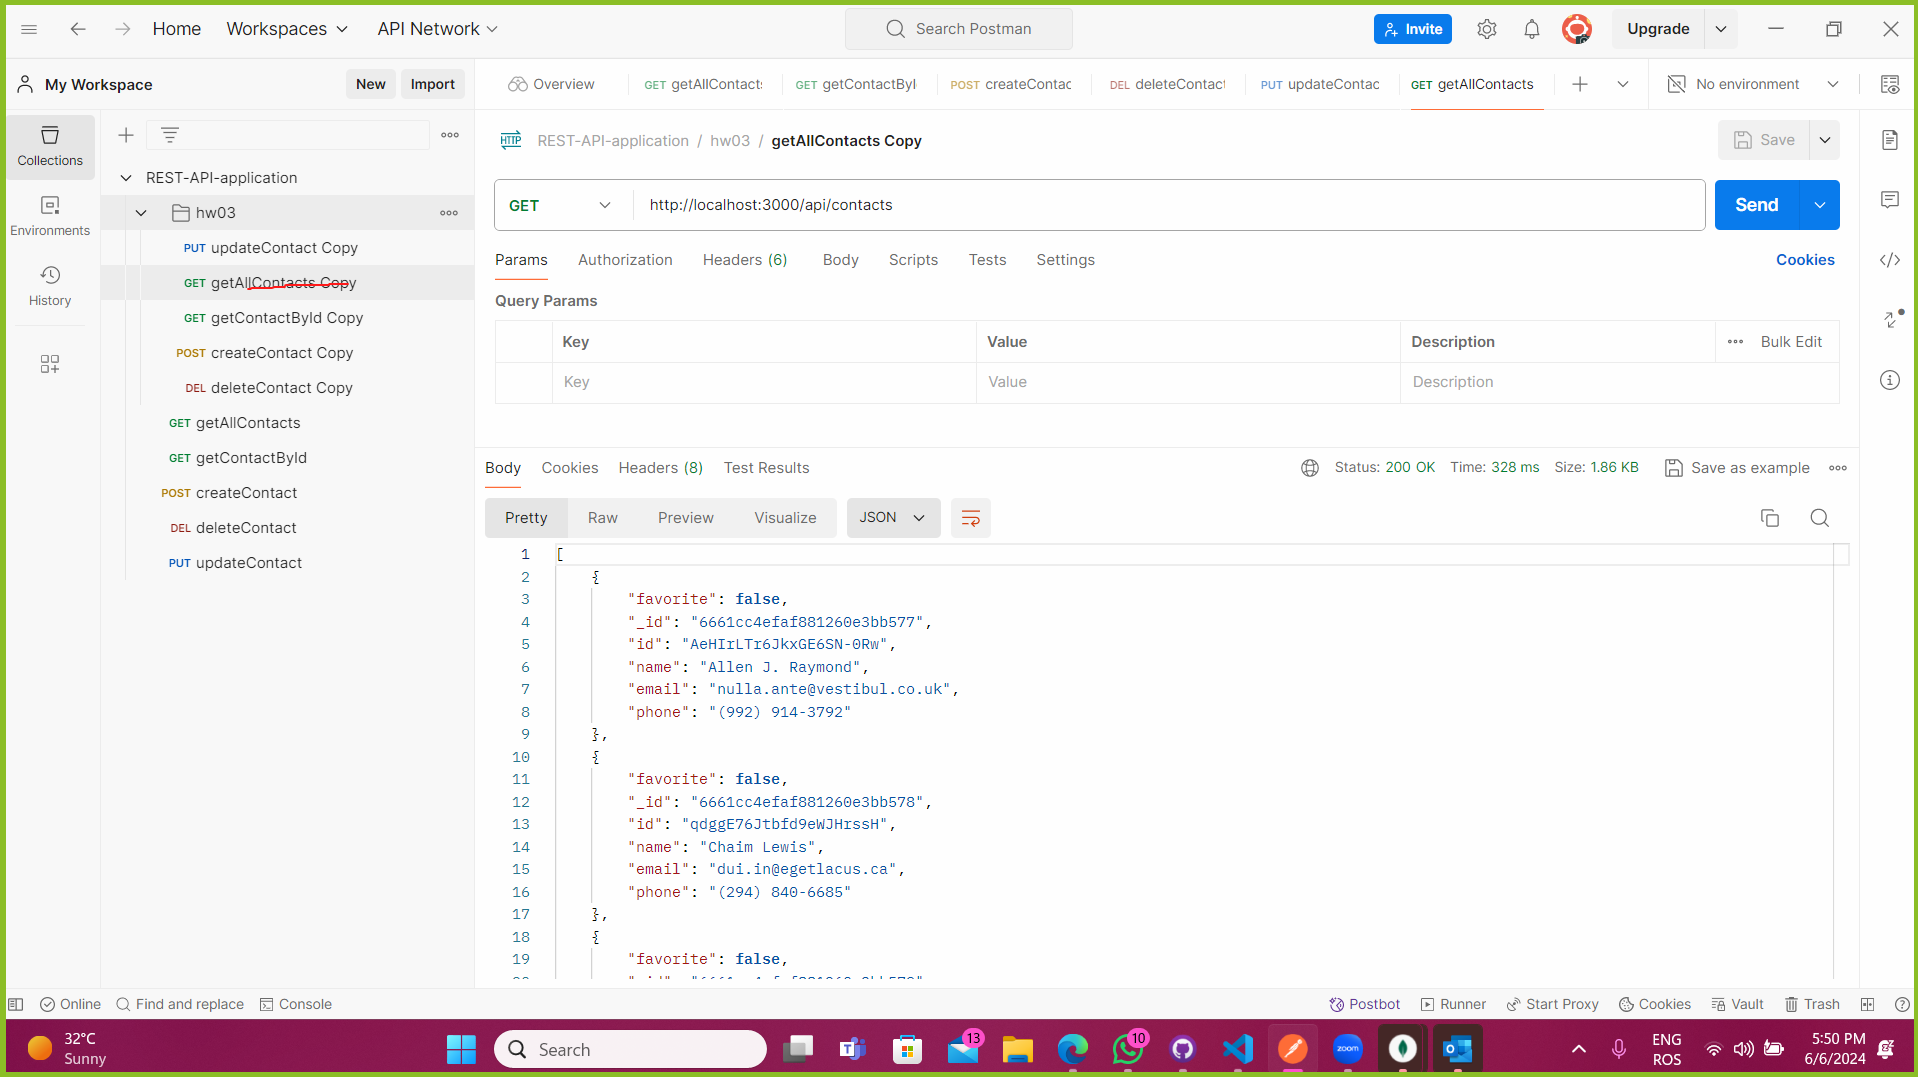 Home
Workspaces
API Network
Search Postman
Invite
Upgrade
My Workspace
New
Import
Overview
GET getAllContacts
GET getContactByI
POST createContac
DEL deleteContact
PUT updateContac
GET getAllContacts
No environment
Collections
Environments
History
REST-API-application
hw03
PUT updateContact Copy
GET getAllContacts Copy
GET getContactById Copy
POST createContact Copy
DEL deleteContact Copy
GET getAllContacts
GET getContactById
POST createContact
DEL deleteContact
PUT updateContact
HTTP REST-API-application / hw03 / getAllContacts Copy
Save
GET
http://localhost:3000/api/contacts
Send
Params
Authorization
Headers (6)
Body
Scripts
Tests
Settings
Cookies
Query Params
Key
Value
Description
Bulk Edit
Key
Value
Description
Body
Cookies
Headers (8)
Test Results
Status: 200 OK
Time: 328 ms
Size: 1.86 KB
Save as example
Pretty
Raw
Preview
Visualize
JSON
1 [
2 {
3 "favorite": false,
4 "_id": "6661cc4efaf881260e3bb577",
5 "id": "AeHIrLTr6JkxGE6SN-0Rw",
6 "name": "Allen J. Raymond",
7 "email": "nulla.ante@vestibul.co.uk",
8 "phone": "(992) 914-3792"
9 },
10 {
11 "favorite": false,
12 "_id": "6661cc4efaf881260e3bb578",
13 "id": "qdggE76Jtbfd9eWJHrssH",
14 "name": "Chaim Lewis",
15 "email": "dui.in@egetlacus.ca",
16 "phone": "(294) 840-6685"
17 },
18 {
19 "favorite": false,
Online
Find and replace
Console
Postbot
Runner
Start Proxy
Cookies
Vault
Trash
32°C
Sunny
Search
13
10
zoom
ENG
ROS
5:50 PM
6/6/2024